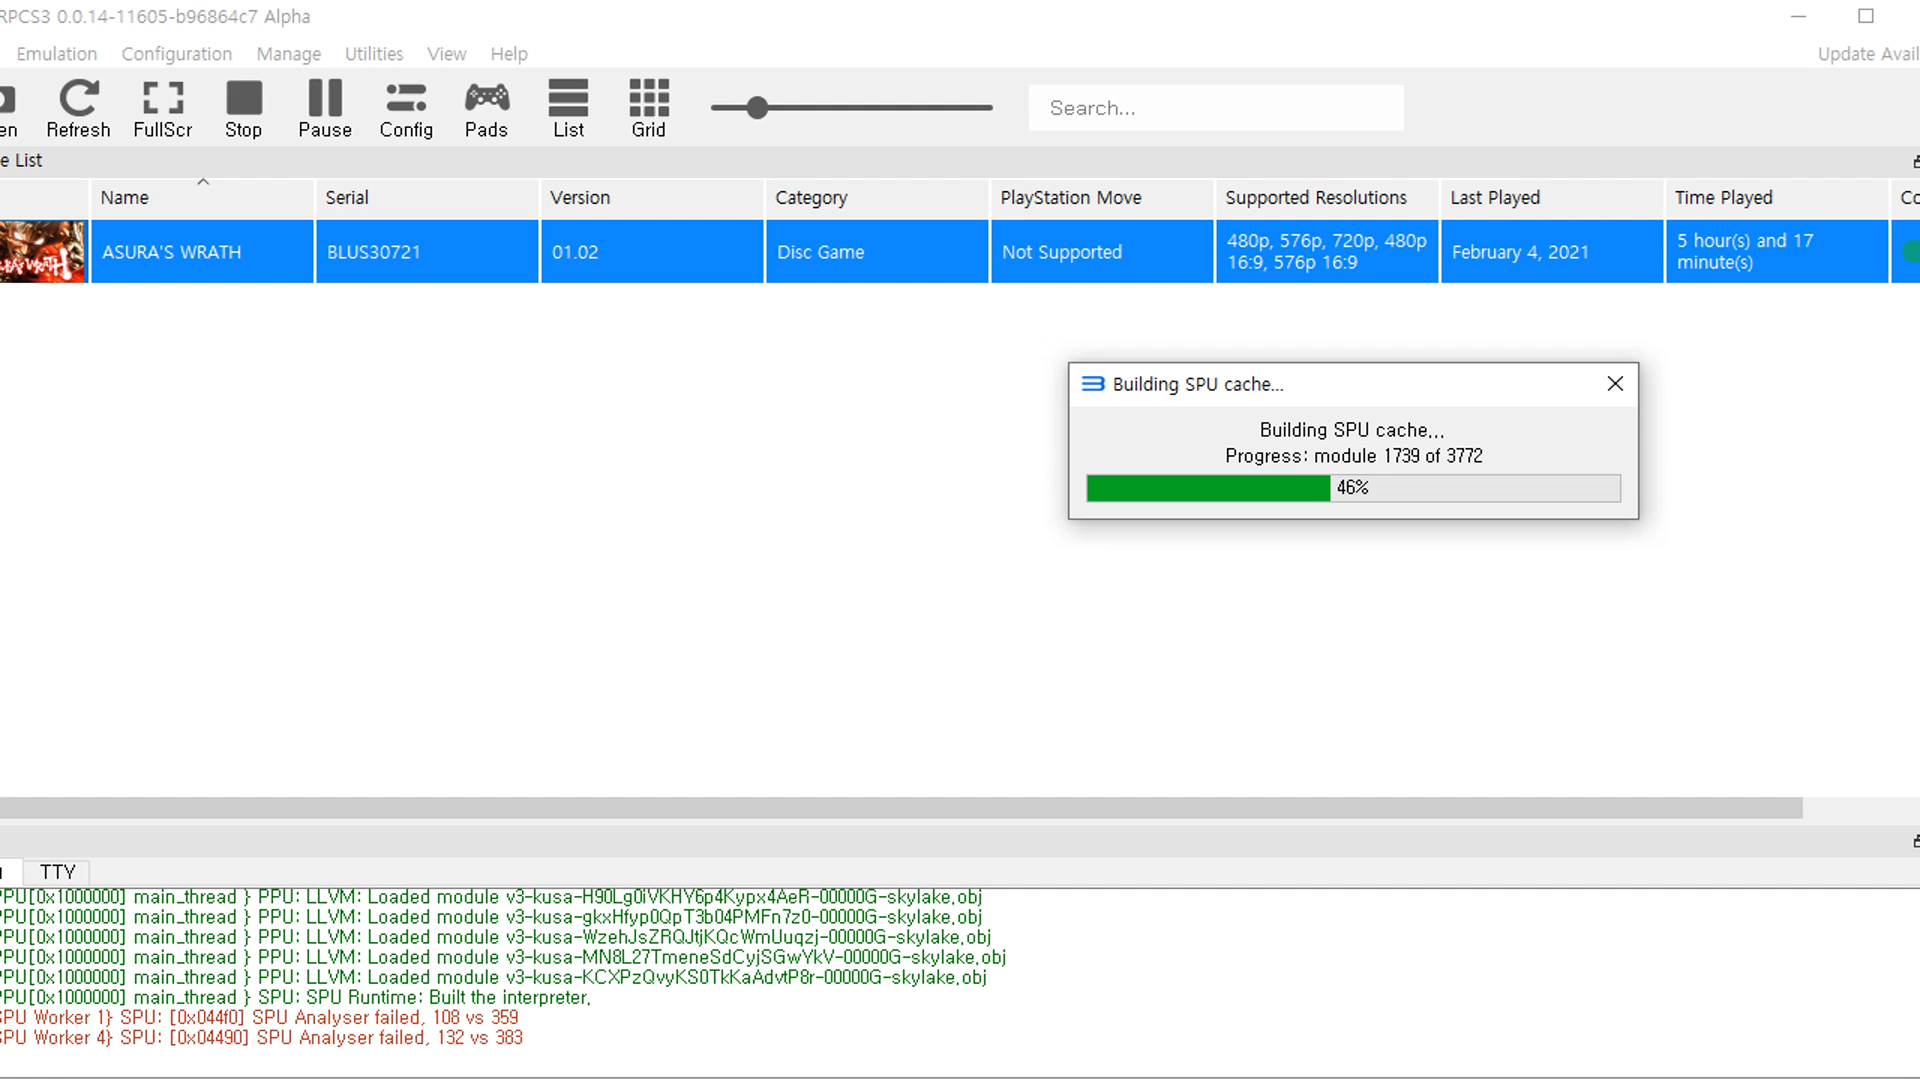 RPCS3 0.0.14-11605-b96864c7 Alpha
Emulation Configuration Manage Utilities View Help Update Avail
en Refresh FullScr Stop Pause Config Pads List Grid Search...
e List
Name Serial Version Category PlayStation Move Supported Resolutions Last Played Time Played Co
ASURA'S WRATH BLUS30721 01.02 Disc Game Not Supported 480p, 576p, 720p, 480p February 4, 2021 5 hour(s) and 17
16:9, 576p 16:9 minute(s)
Building SPU cache...
Building SPU cache...
Progress: module 1739 of 3772
46%
TTY
PPU[0x1000000] main_thread } PPU: LLVM: Loaded module v3-kusa-H90Lg0iVKHY6p4Kypx4AeR-00000G-skylake.obj
PPU[0x1000000] main_thread } PPU: LLVM: Loaded module v3-kusa-gkxHfyp0QpT3b04PMFn7z0-00000G-skylake.obj
PPU[0x1000000] main_thread } PPU: LLVM: Loaded module v3-kusa-WzehJsZRQJtjKQcWmUuqzj-00000G-skylake.obj
PPU[0x1000000] main_thread } PPU: LLVM: Loaded module v3-kusa-MN8L27TmeneSdCyjSGwYkV-00000G-skylake.obj
PPU[0x1000000] main_thread } PPU: LLVM: Loaded module v3-kusa-KCXPzQvyKS0TkKaAdvtP8r-00000G-skylake.obj
PPU[0x1000000] main_thread } SPU: SPU Runtime: Built the interpreter.
SPU Worker 1} SPU: [0x044f0] SPU Analyser failed, 108 vs 359
SPU Worker 4} SPU: [0x04490] SPU Analyser failed, 132 vs 383